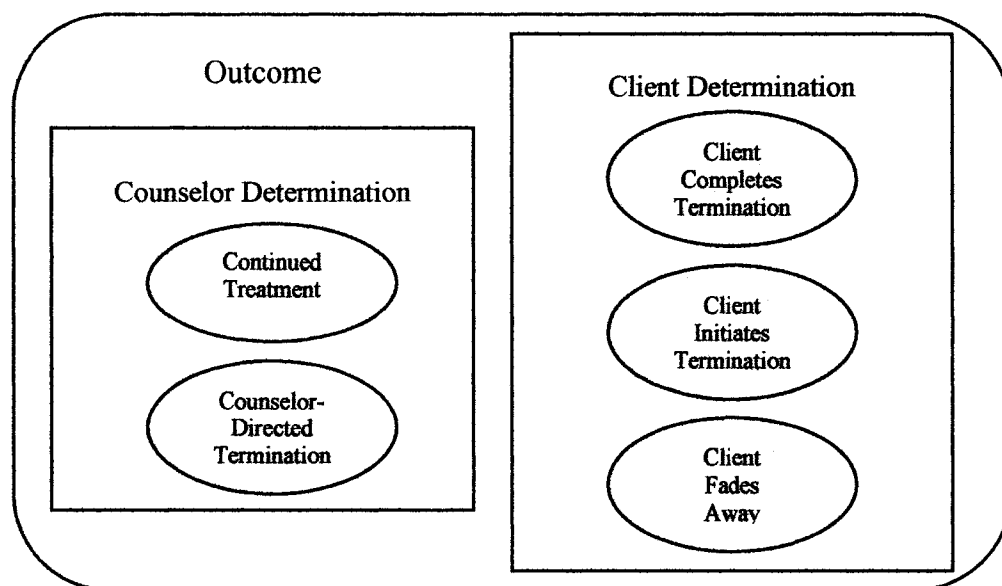 Outcome
Counselor Determination
Continued
Treatment
Counselor-
Directed
Termination
Client Determination
Client
Completes
Termination
Client
Initiates
Termination
Client
Fades
Away